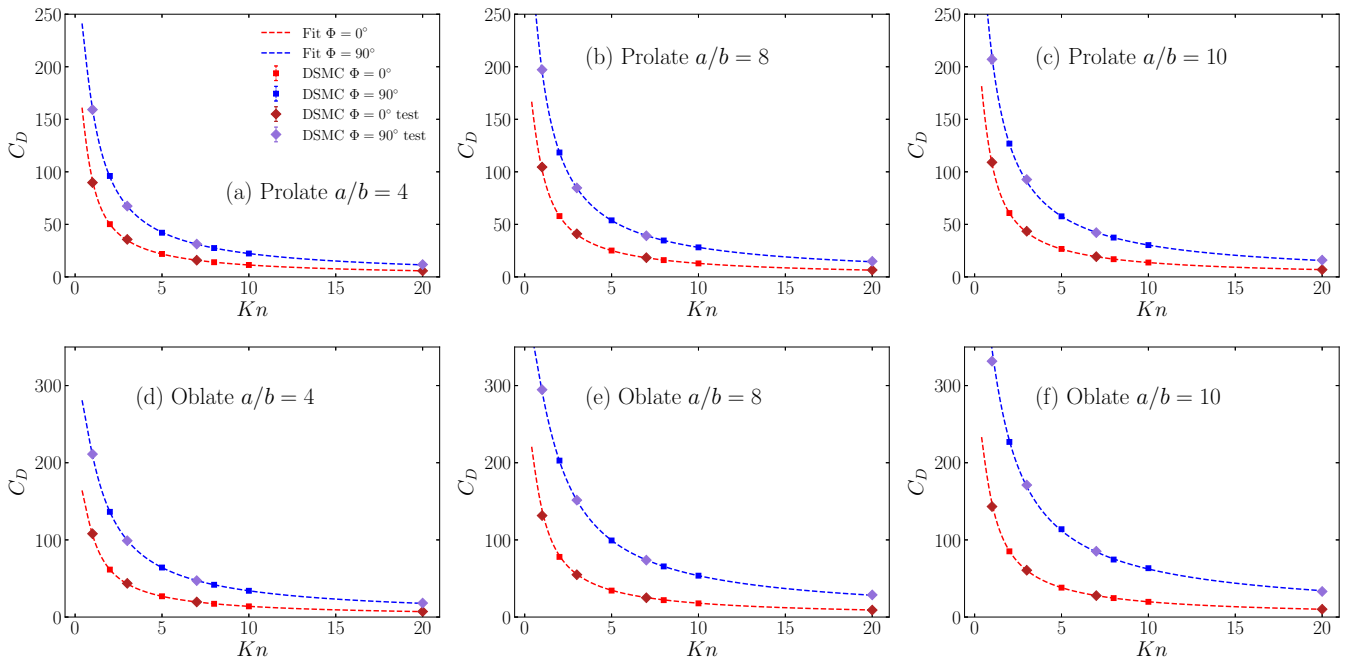 250
200
150
100
50
0
C_D
0 5 10 15 20
Kn
Fit Φ = 0°
Fit Φ = 90°
DSMC Φ = 0°
DSMC Φ = 90°
DSMC Φ = 0° test
DSMC Φ = 90° test
(a) Prolate a/b = 4
250
200
150
100
50
0
C_D
0 5 10 15 20
Kn
(b) Prolate a/b = 8
250
200
150
100
50
0
C_D
0 5 10 15 20
Kn
(c) Prolate a/b = 10
300
200
100
0
C_D
0 5 10 15 20
Kn
(d) Oblate a/b = 4
300
200
100
0
C_D
0 5 10 15 20
Kn
(e) Oblate a/b = 8
300
200
100
0
C_D
0 5 10 15 20
Kn
(f) Oblate a/b = 10